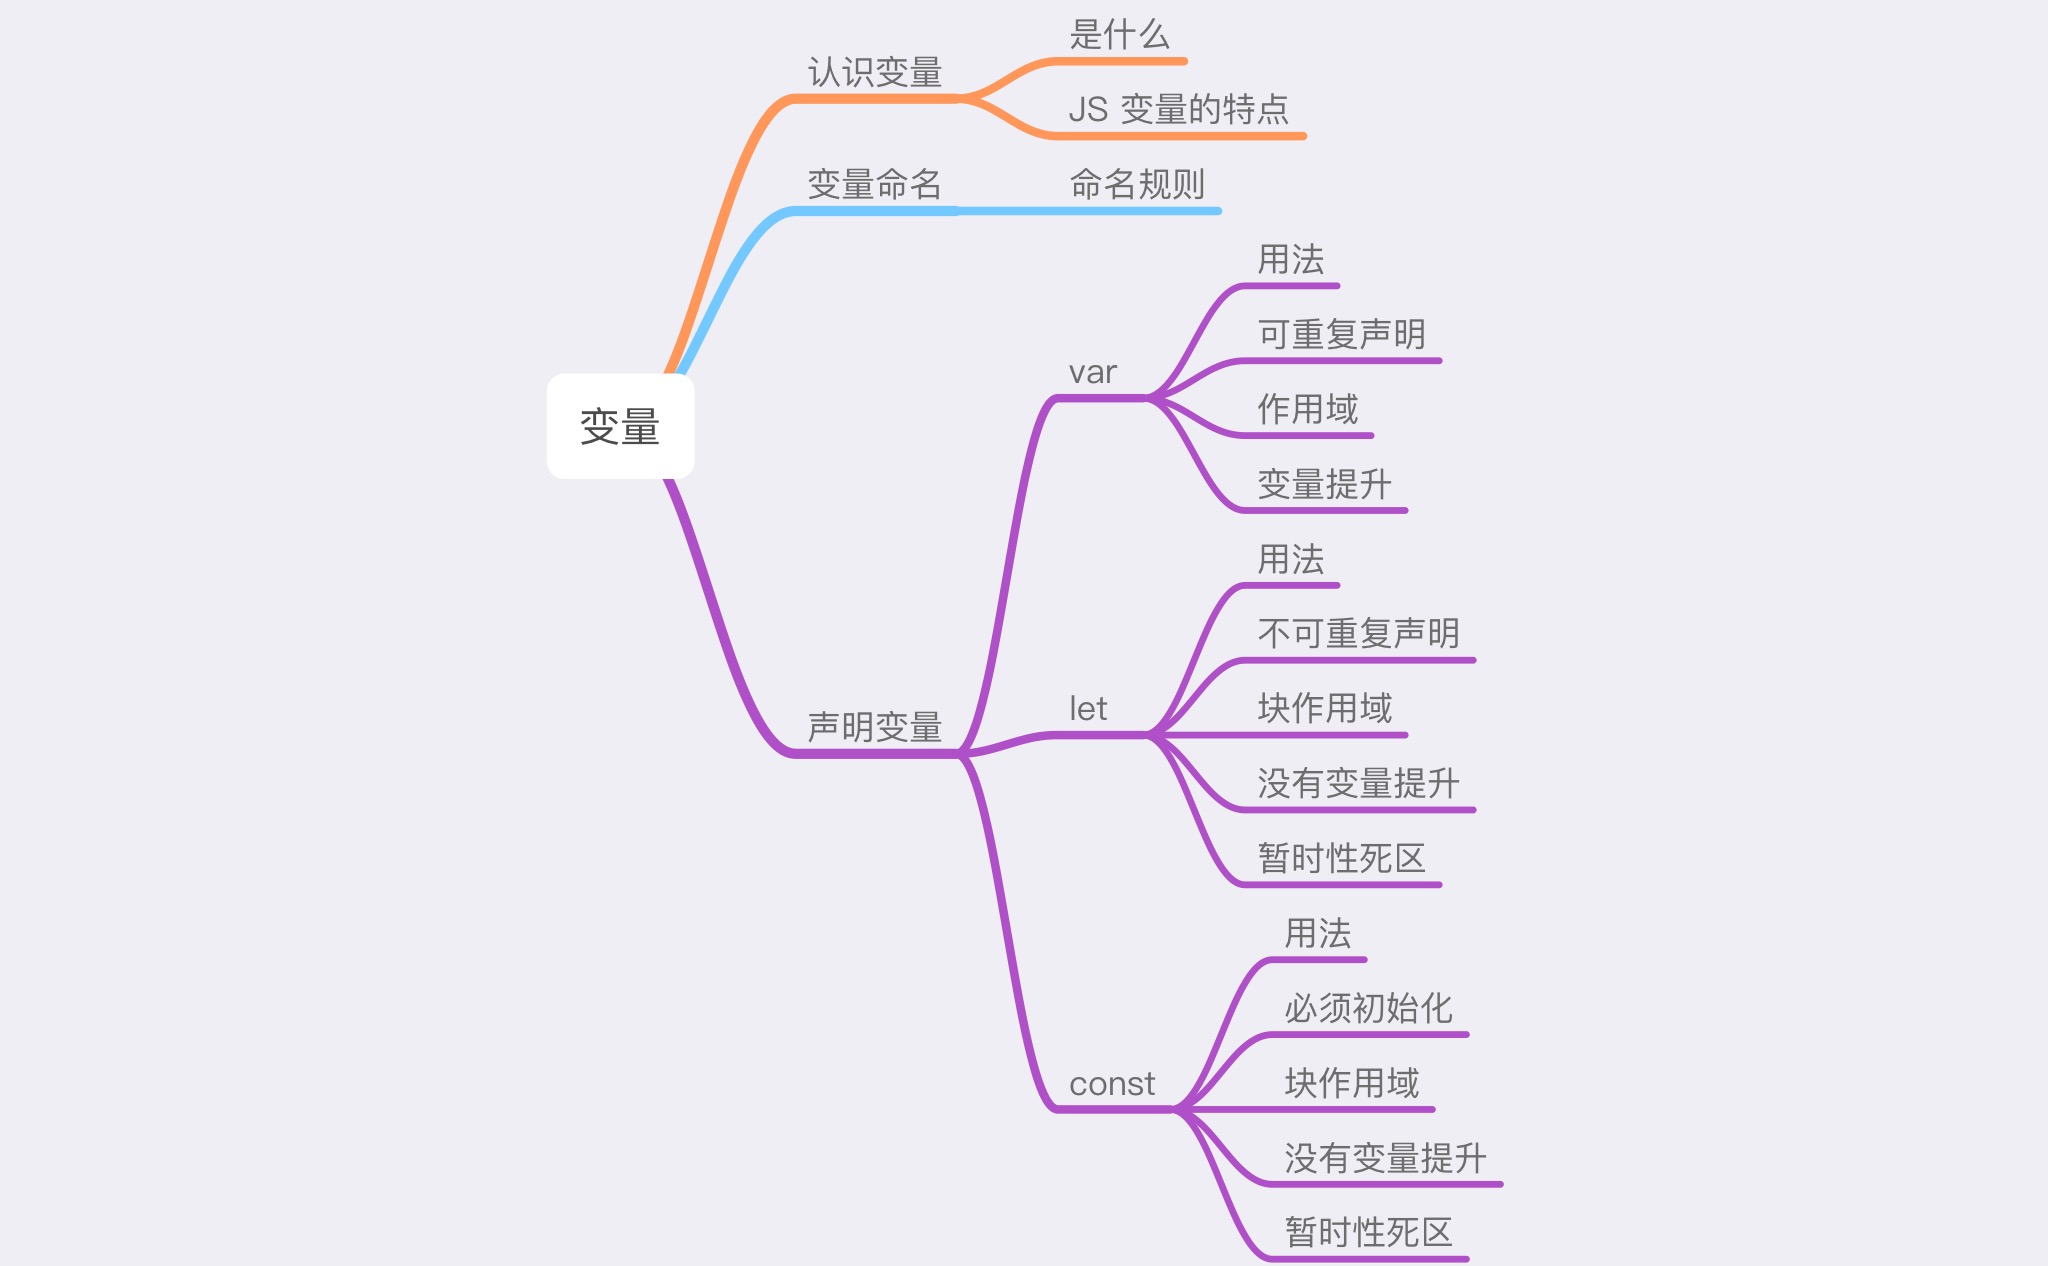 变量
认识变量
是什么
JS 变量的特点
变量命名
命名规则
声明变量
var
用法
可重复声明
作用域
变量提升
let
用法
不可重复声明
块作用域
没有变量提升
暂时性死区
const
用法
必须初始化
块作用域
没有变量提升
暂时性死区